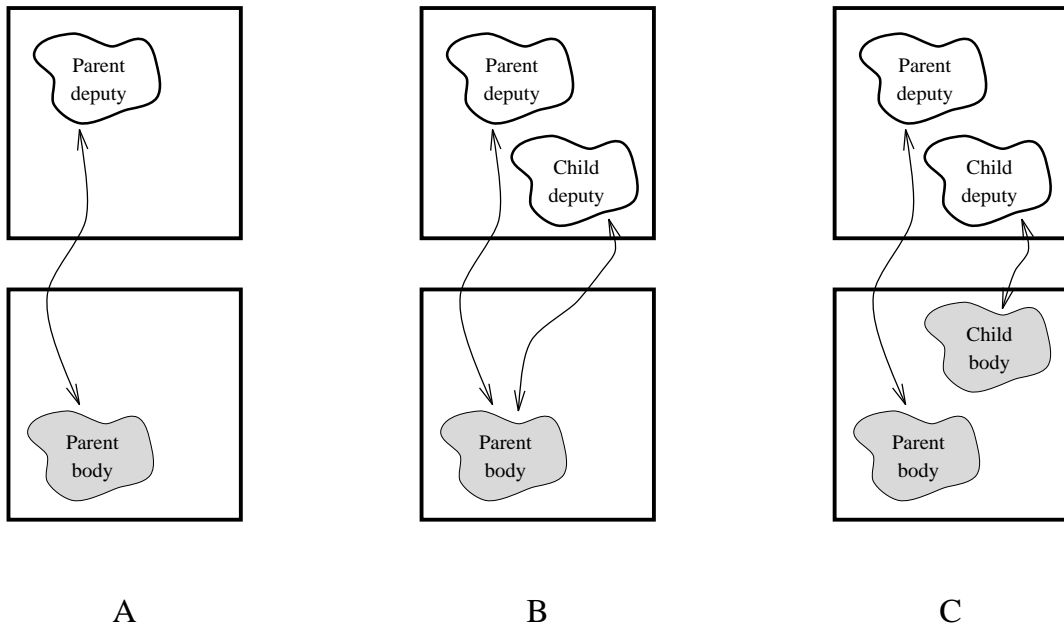 Parent
deputy
Parent
body
A
Parent
deputy
Child
deputy
Parent
body
B
Parent
deputy
Child
deputy
Child
body
Parent
body
C